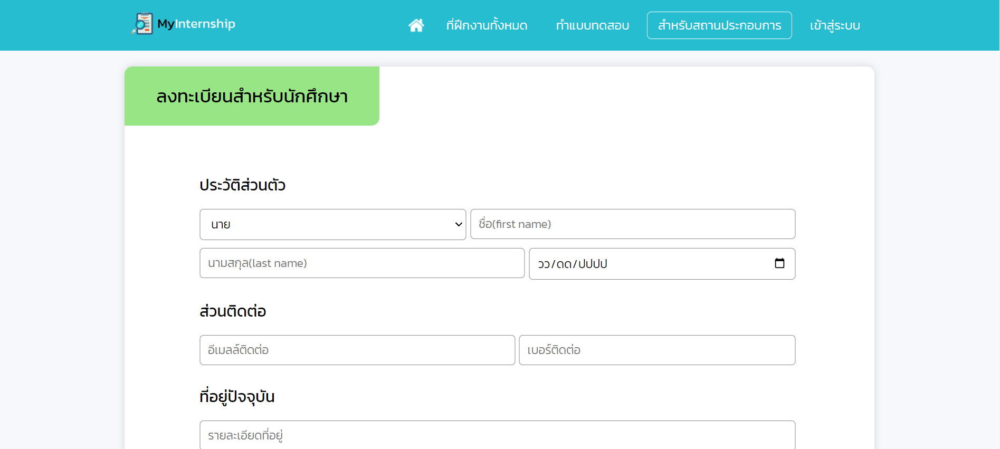 MyInternship
ที่ฝึกงานทั้งหมด
ทำแบบทดสอบ
สำหรับสถานประกอบการ
เข้าสู่ระบบ
ลงทะเบียนสำหรับนักศึกษา
ประวัติส่วนตัว
นาย
ชื่อ(first name)
นามสกุล(last name)
วว/ดด/ปปปป
ส่วนติดต่อ
อีเมลล์ติดต่อ
เบอร์ติดต่อ
ที่อยู่ปัจจุบัน
รายละเอียดที่อยู่